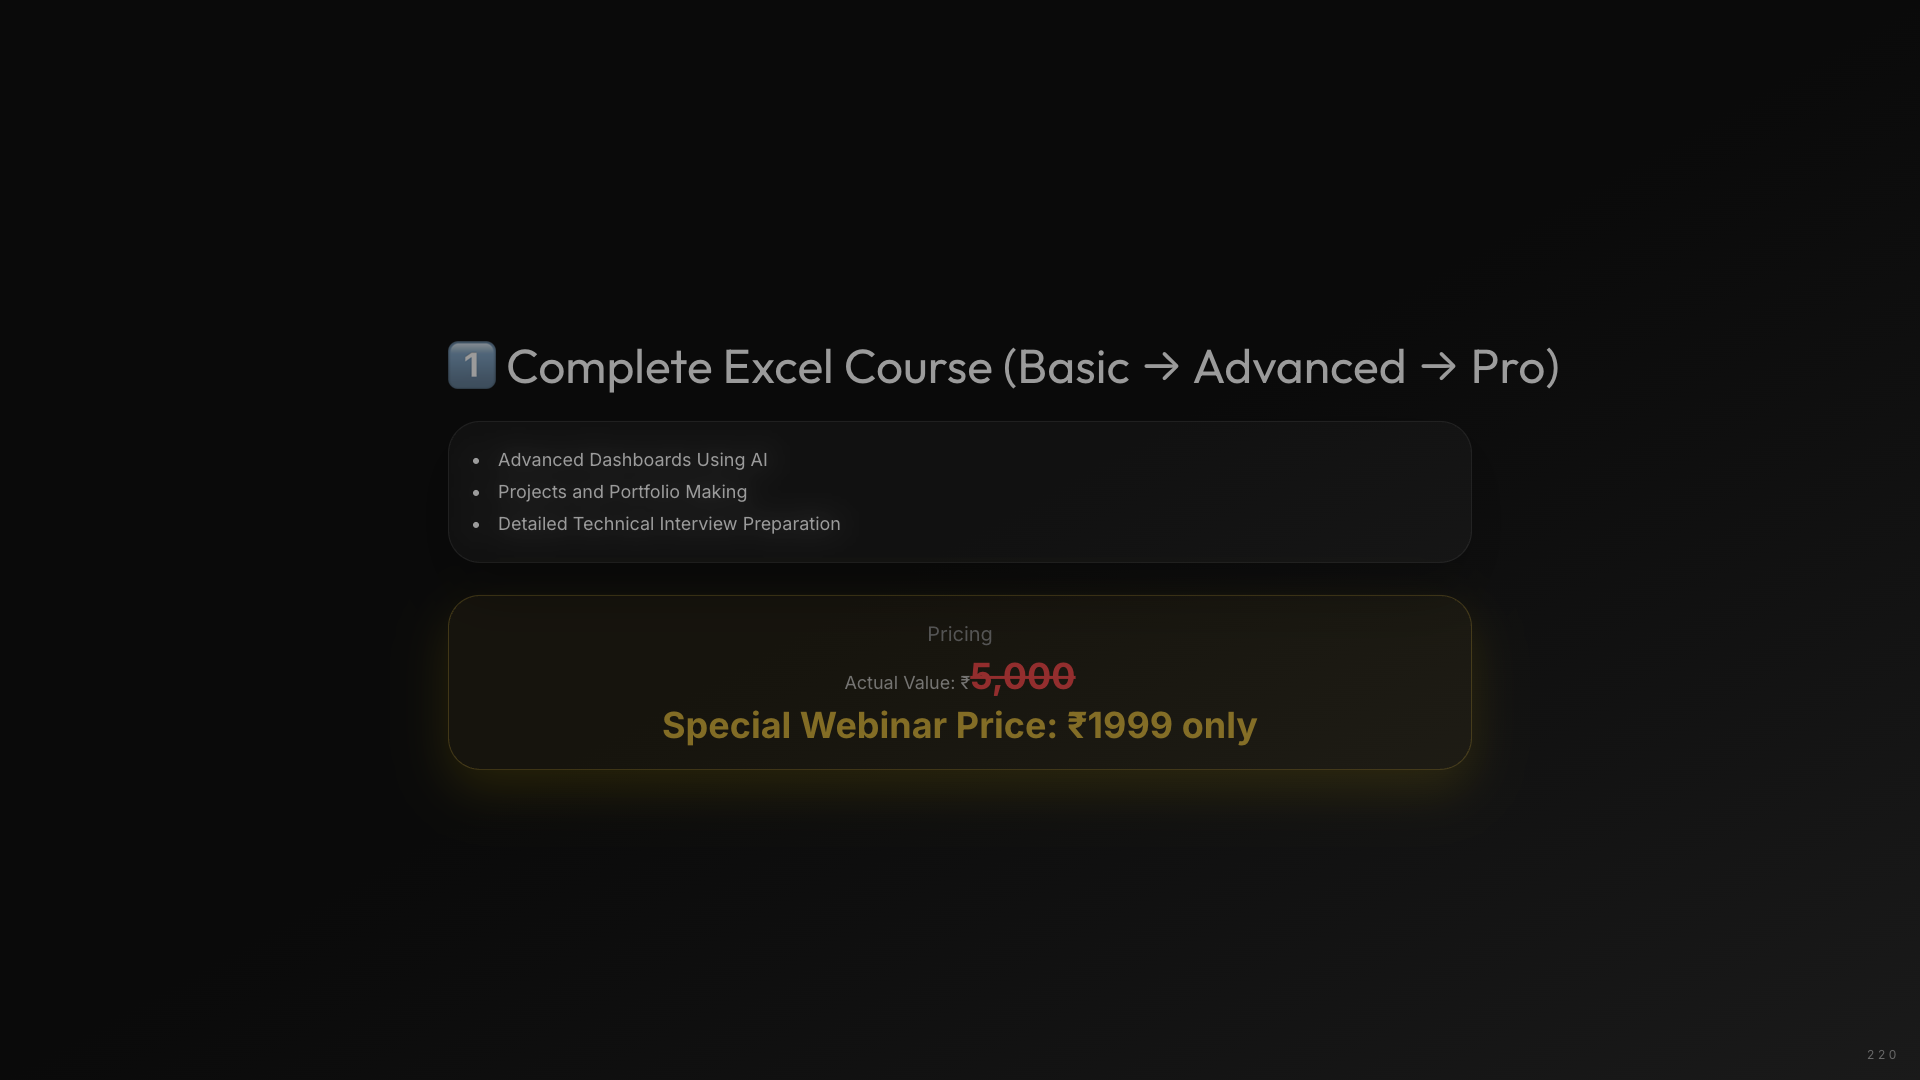 1️⃣ Complete Excel Course (Basic → Advanced → Pro)
• Advanced Dashboards Using AI
• Projects and Portfolio Making
• Detailed Technical Interview Preparation
Pricing
Actual Value: ₹5,000
Special Webinar Price: ₹1999 only
220